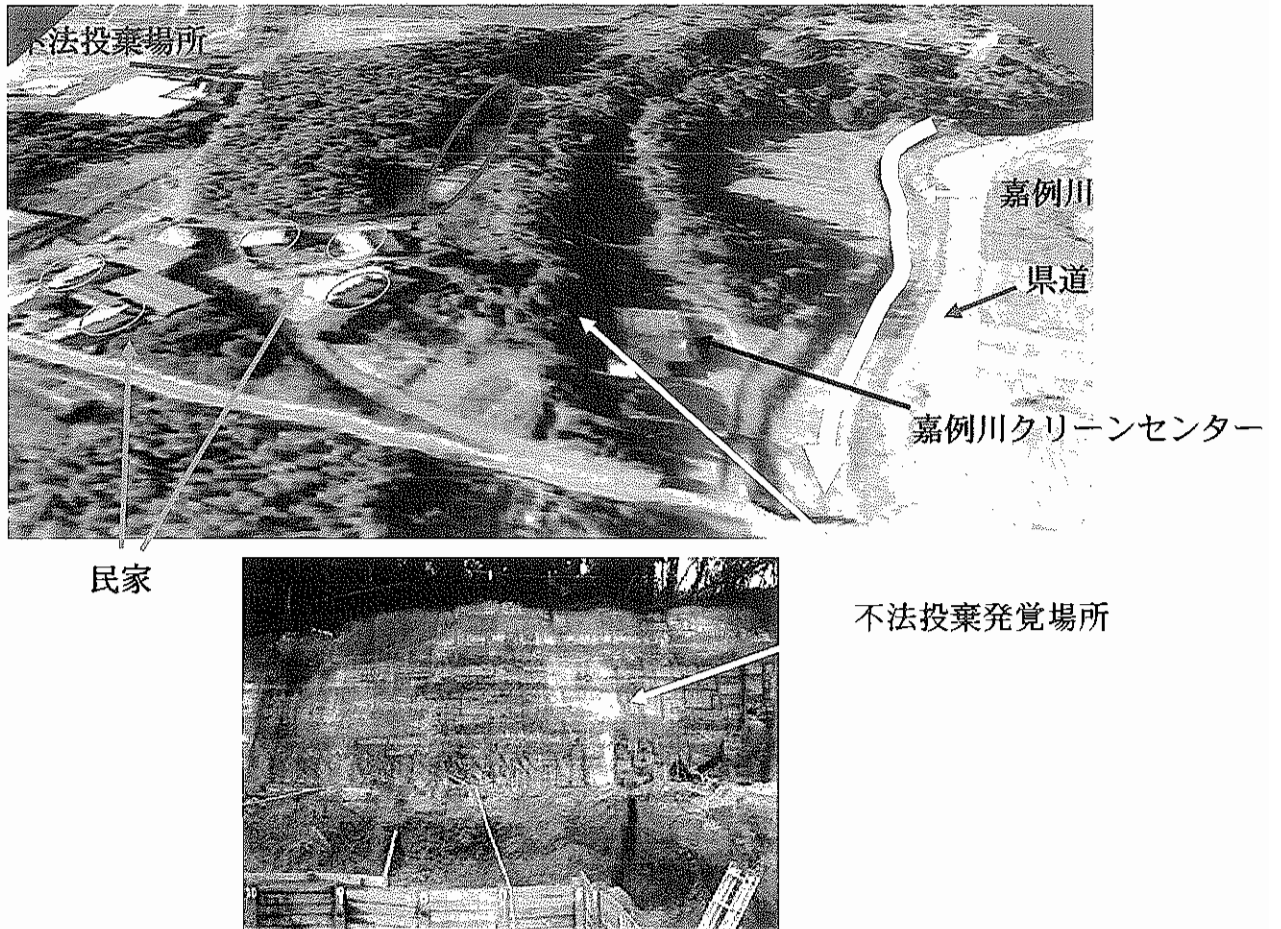 不法投棄場所
嘉例川
県道
嘉例川クリーンセンター
民家
不法投棄発覚場所